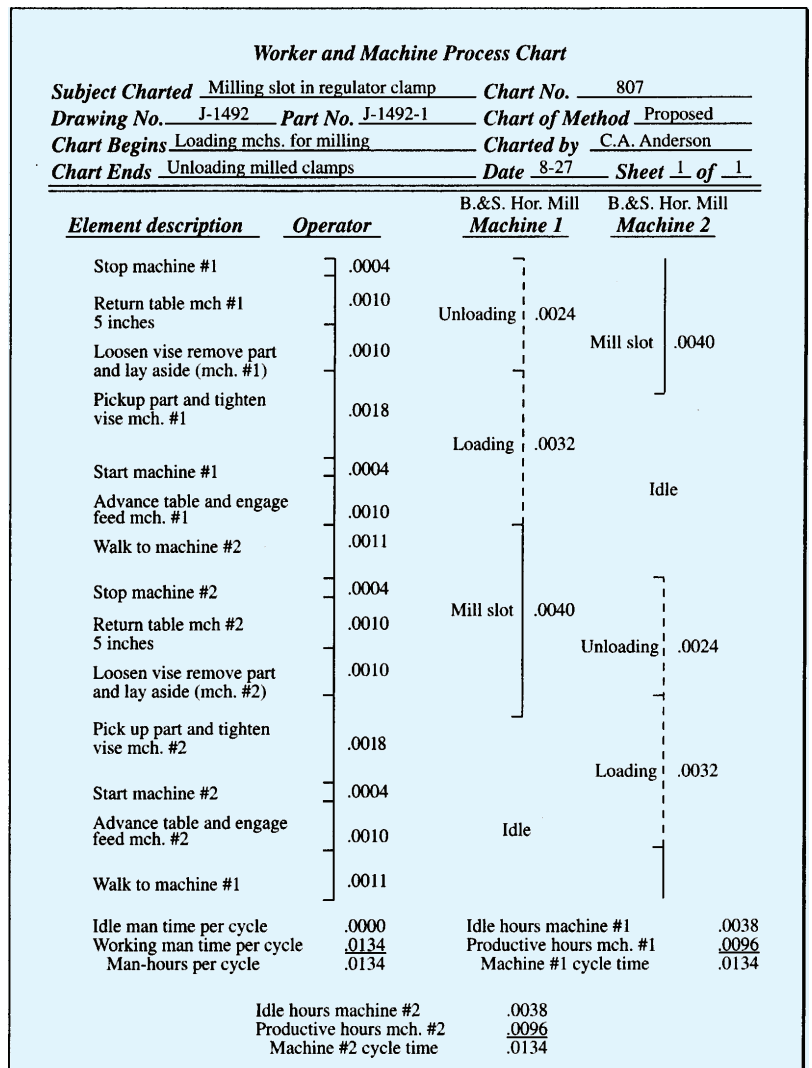 Worker and Machine Process Chart
Subject Charted Milling slot in regulator clamp Chart No. 807
Drawing No. J-1492 Part No. J-1492-1 Chart of Method Proposed
Chart Begins Loading mchs. for milling Charted by C.A. Anderson
Chart Ends Unloading milled clamps Date 8-27 Sheet 1 of 1
B.&S. Hor. Mill B.&S. Hor. Mill
Element description Operator Machine 1 Machine 2
Stop machine #1 .0004
Return table mch #1 .0010
5 inches
Unloading .0024
Mill slot .0040
Loosen vise remove part .0010
and lay aside (mch. #1)
Pickup part and tighten .0018
vise mch. #1
Loading .0032
Start machine #1 .0004
Idle
Advance table and engage .0010
feed mch. #1
Walk to machine #2 .0011
Stop machine #2 .0004
Mill slot .0040
Return table mch #2 .0010
5 inches
Unloading .0024
Loosen vise remove part .0010
and lay aside (mch. #2)
Pick up part and tighten .0018
vise mch. #2
Loading .0032
Start machine #2 .0004
Advance table and engage .0010
feed mch. #2
Idle
Walk to machine #1 .0011
Idle man time per cycle .0000 Idle hours machine #1 .0038
Working man time per cycle .0134 Productive hours mch. #1 .0096
Man-hours per cycle .0134 Machine #1 cycle time .0134
Idle hours machine #2 .0038
Productive hours mch. #2 .0096
Machine #2 cycle time .0134